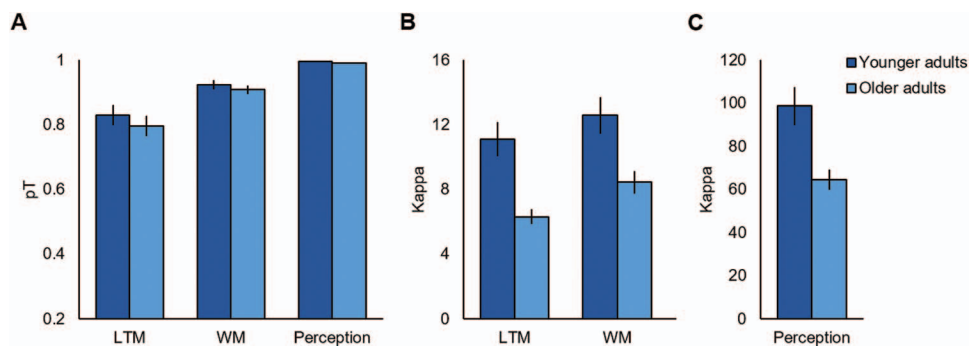 A
pT
1
0.8
0.6
0.4
0.2
LTM
WM
Perception
B
Kappa
16
12
8
4
0
LTM
WM
C
Kappa
120
100
80
60
40
20
0
Perception
Younger adults
Older adults